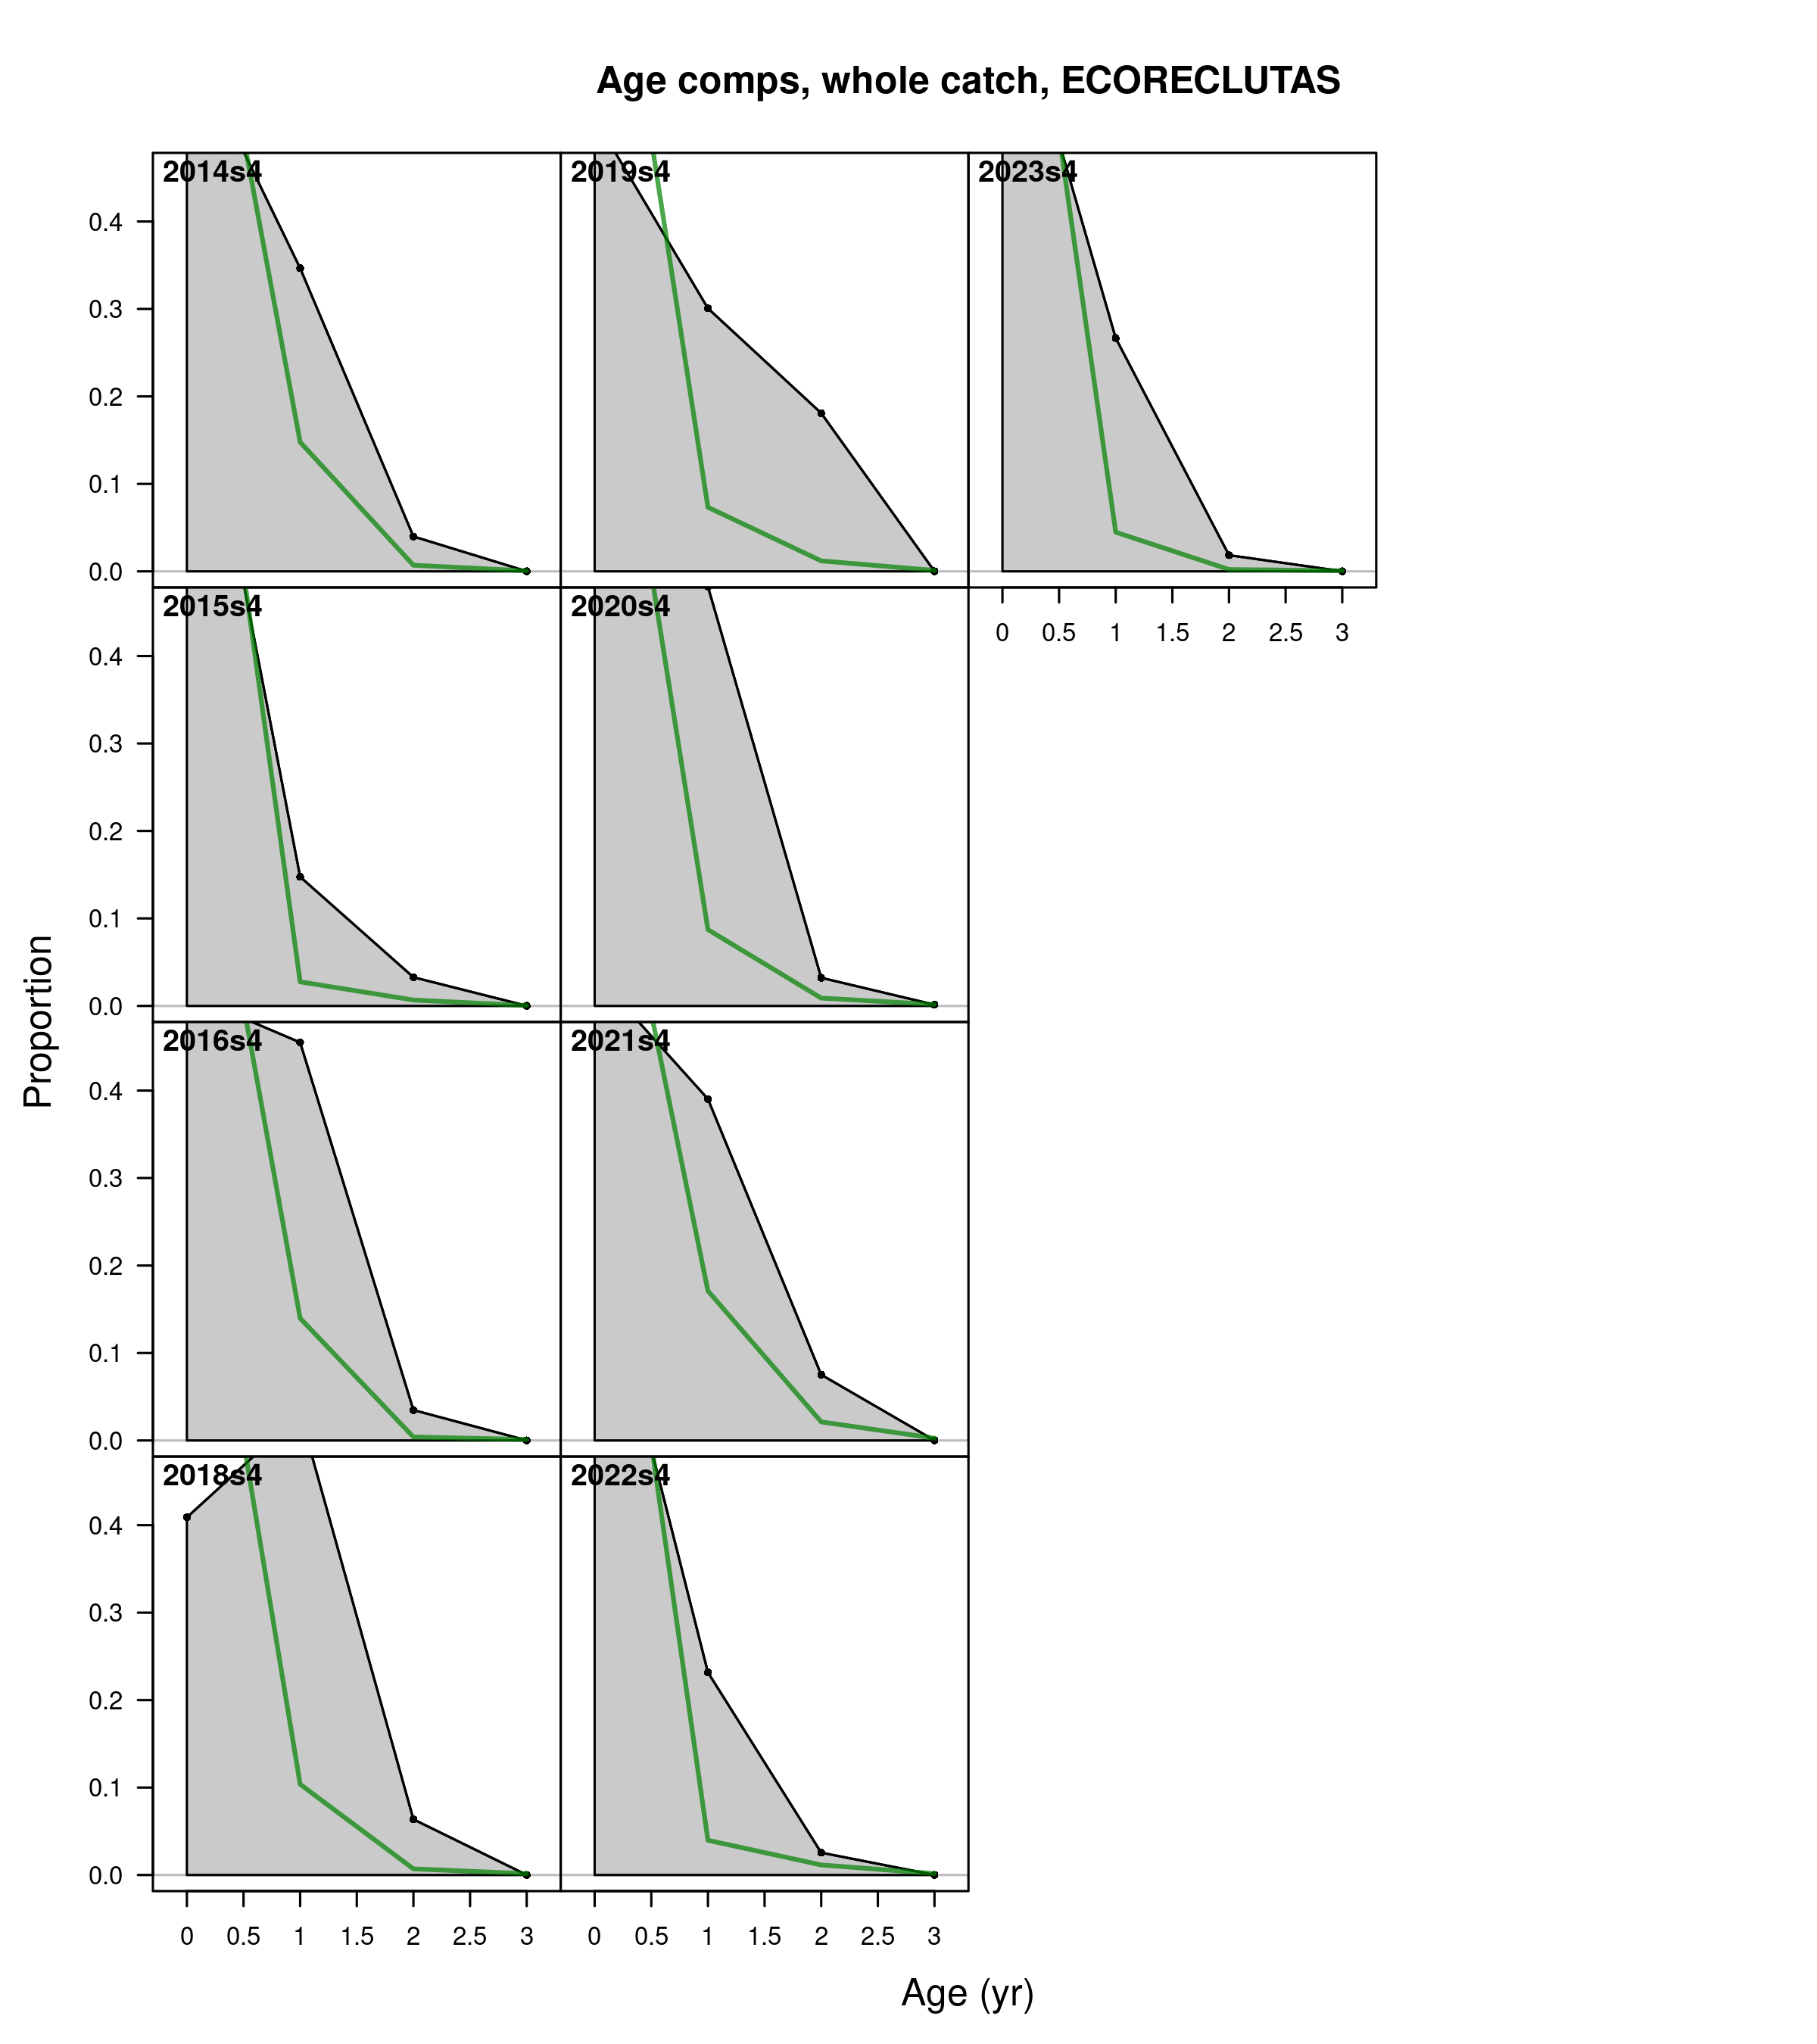 Age comps, whole catch, ECORECLUTAS
2014s4
2019s4
2023s4
0.4
0.3
0.2
0.1
0.0
0 0.5 1 1.5 2 2.5 3
2015s4
2020s4
0.4
0.3
0.2
0.1
0.0
2016s4
2021s4
0.4
0.3
0.2
0.1
0.0
2018s4
2022s4
0.4
0.3
0.2
0.1
0.0
0 0.5 1 1.5 2 2.5 3
0 0.5 1 1.5 2 2.5 3
Proportion
Age (yr)